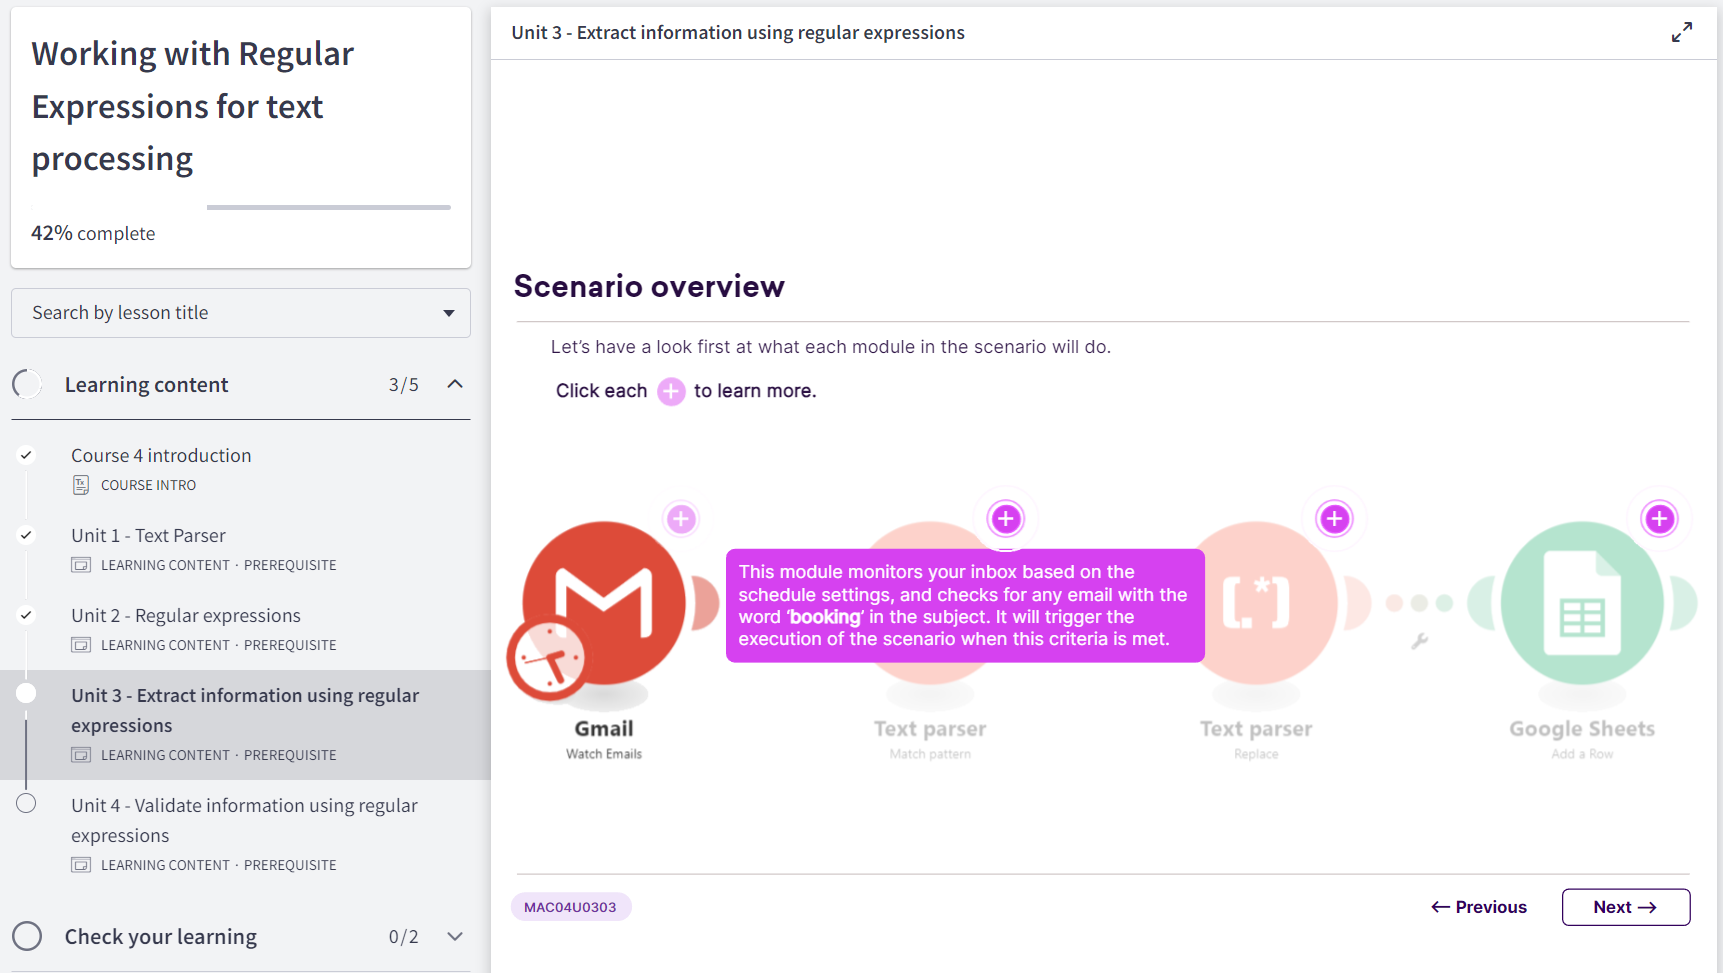 Working with Regular
Expressions for text
processing
42% complete
Search by lesson title
Learning content 3/5
Course 4 introduction
COURSE INTRO
Unit 1 - Text Parser
LEARNING CONTENT · PREREQUISITE
Unit 2 - Regular expressions
LEARNING CONTENT · PREREQUISITE
Unit 3 - Extract information using regular
expressions
LEARNING CONTENT · PREREQUISITE
Unit 4 - Validate information using regular
expressions
LEARNING CONTENT · PREREQUISITE
Check your learning 0/2
Unit 3 - Extract information using regular expressions
Scenario overview
Let's have a look first at what each module in the scenario will do.
Click each + to learn more.
This module monitors your inbox based on the
schedule settings, and checks for any email with the
word ‘booking’ in the subject. It will trigger the
execution of the scenario when this criteria is met.
Gmail
Watch Emails
Text parser
Match pattern
Text parser
Replace
Google Sheets
Add a Row
MAC04U0303
← Previous
Next →